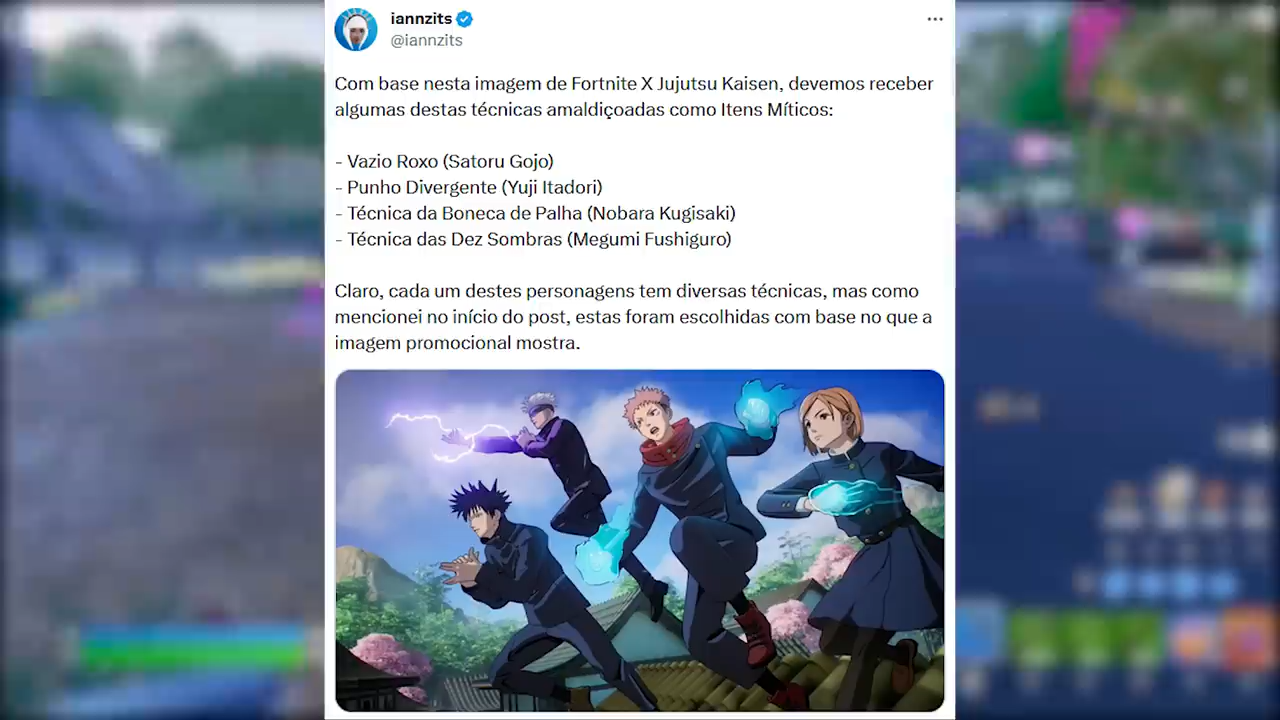 iannzits
@iannzits
Com base nesta imagem de Fortnite X Jujutsu Kaisen, devemos receber
algumas destas técnicas amaldiçoadas como Itens Míticos:
- Vazio Roxo (Satoru Gojo)
- Punho Divergente (Yuji Itadori)
- Técnica da Boneca de Palha (Nobara Kugisaki)
- Técnica das Dez Sombras (Megumi Fushiguro)
Claro, cada um destes personagens tem diversas técnicas, mas como
mencionei no início do post, estas foram escolhidas com base no que a
imagem promocional mostra.